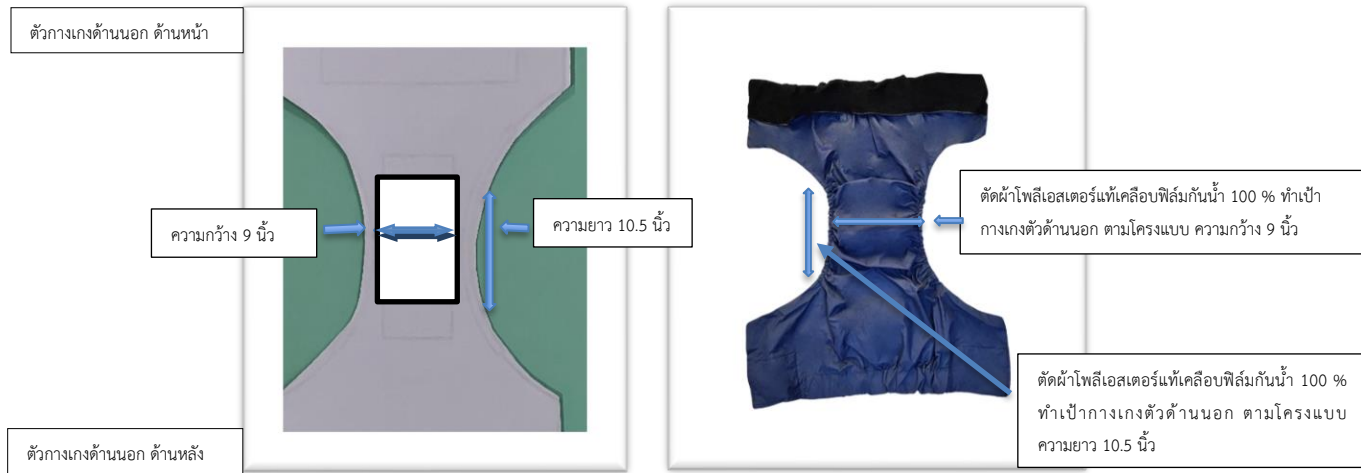 ตัวกางเกงด้านนอก ด้านหน้า
ความกว้าง 9 นิ้ว
ความยาว 10.5 นิ้ว
ตัดผ้าโพลีเอสเตอร์แท้เคลือบฟิล์มกันน้ำ 100 % ทำเป้า
กางเกงตัวด้านนอก ตามโครงแบบ ความกว้าง 9 นิ้ว
ตัดผ้าโพลีเอสเตอร์แท้เคลือบฟิล์มกันน้ำ 100 %
ทำเป้ากางเกงตัวด้านนอก ตามโครงแบบ
ความยาว 10.5 นิ้ว
ตัวกางเกงด้านนอก ด้านหลัง